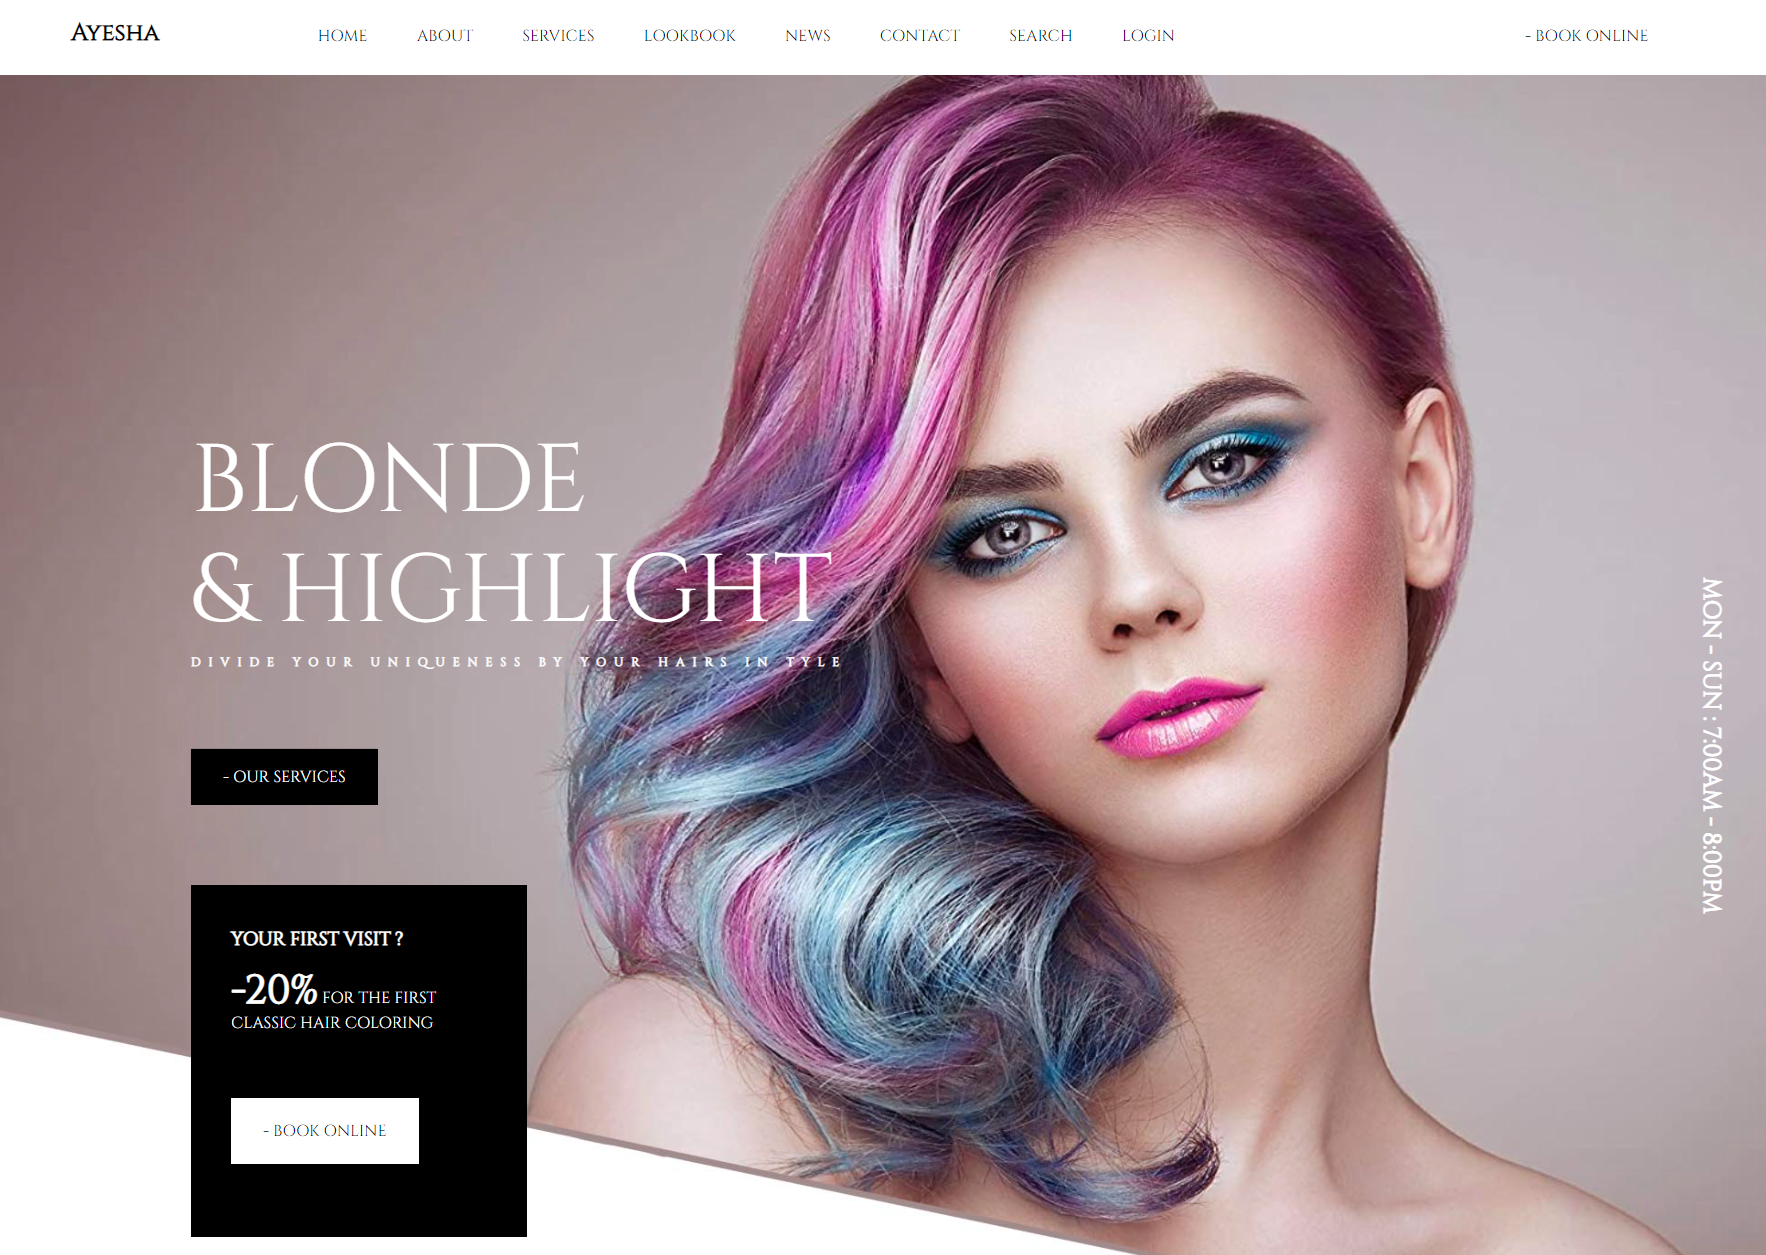 AYESHA
HOME
ABOUT
SERVICES
LOOKBOOK
NEWS
CONTACT
SEARCH
LOGIN
- BOOK ONLINE
BLONDE
& HIGHLIGHT
DIVIDE YOUR UNIQUENESS BY YOUR HAIRS IN TYLE
- OUR SERVICES
YOUR FIRST VISIT ?
-20% FOR THE FIRST
CLASSIC HAIR COLORING
- BOOK ONLINE
MON - SUN : 7:00AM - 8:00PM